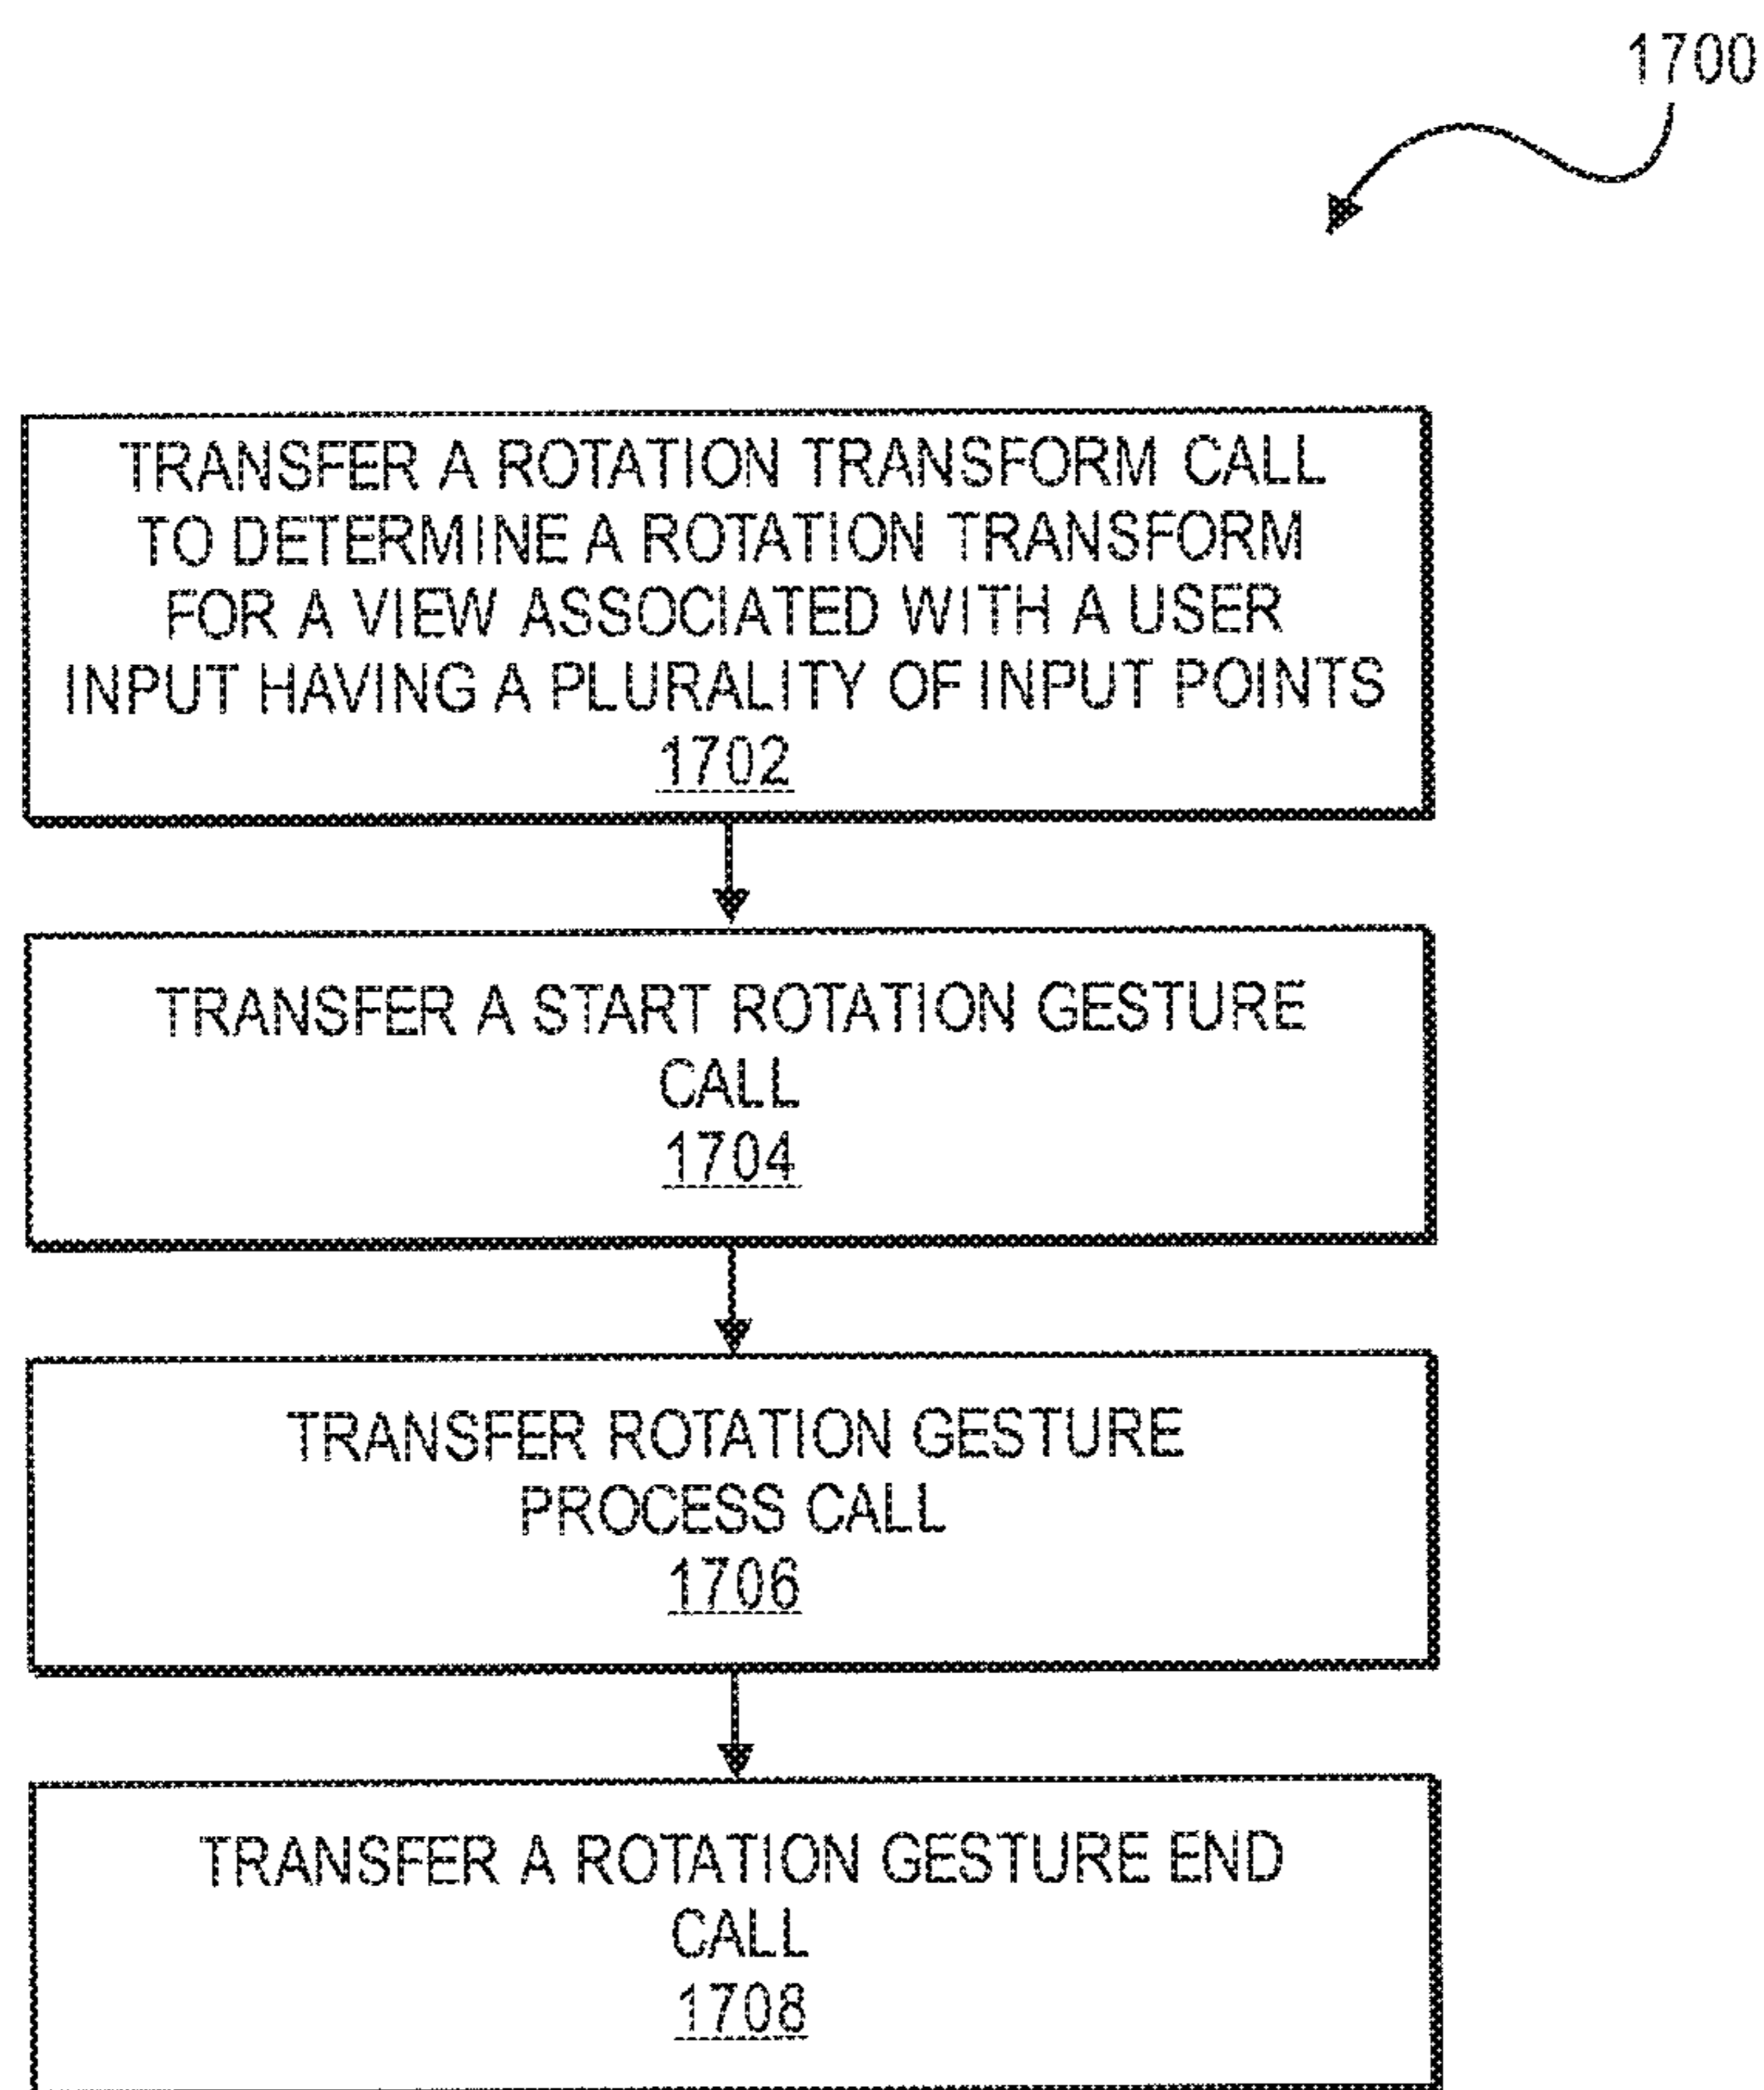 1700
TRANSFER A ROTATION TRANSFORM CALL
TO DETERMINE A ROTATION TRANSFORM
FOR A VIEW ASSOCIATED WITH A USER
INPUT HAVING A PLURALITY OF INPUT POINTS
1702
TRANSFER A START ROTATION GESTURE
CALL
1704
TRANSFER ROTATION GESTURE
PROCESS CALL
1706
TRANSFER A ROTATION GESTURE END
CALL
1708